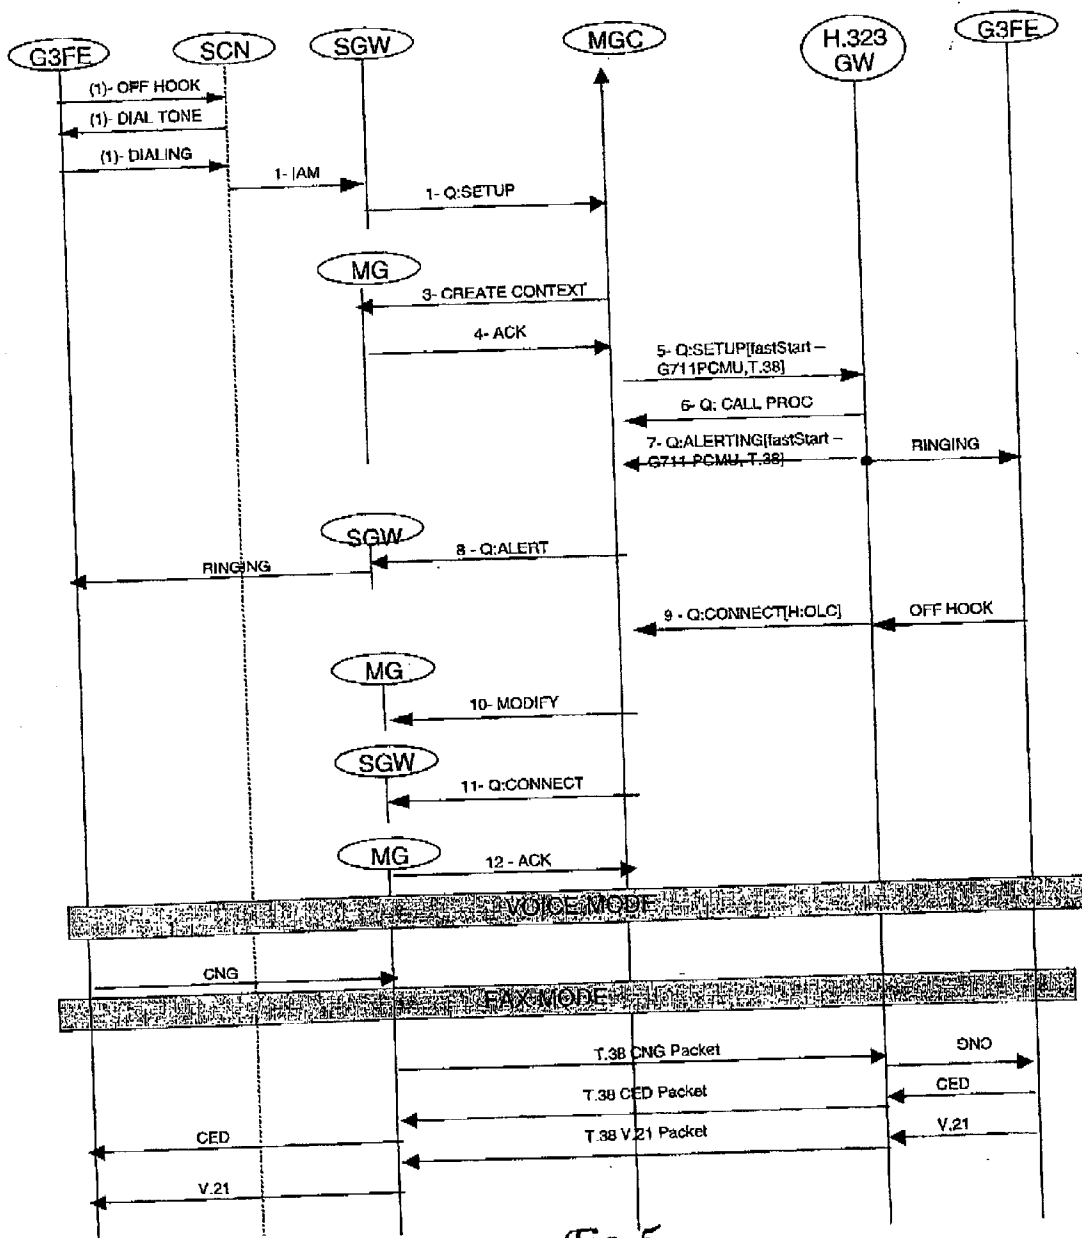 G3FE
SCN
SGW
MGC
H.323
GW
G3FE
(1)- OFF HOOK
(1)- DIAL TONE
(1)- DIALING
1- IAM
1- Q:SETUP
MG
3- CREATE CONTEXT
4- ACK
5- Q:SETUP[fastStart –
G711PCMU,T.38]
6- Q: CALL PROC
7- Q:ALERTING[fastStart –
G711 PCMU, T.38]
RINGING
SGW
8 - Q:ALERT
RINGING
9 - Q:CONNECT[H:OLC]
OFF HOOK
MG
10- MODIFY
SGW
11- Q:CONNECT
MG
12 - ACK
VOICE MODE
CNG
FAX MODE
T.38 CNG Packet
CNG
T.38 CED Packet
CED
CED
T.38 V.21 Packet
V.21
V.21